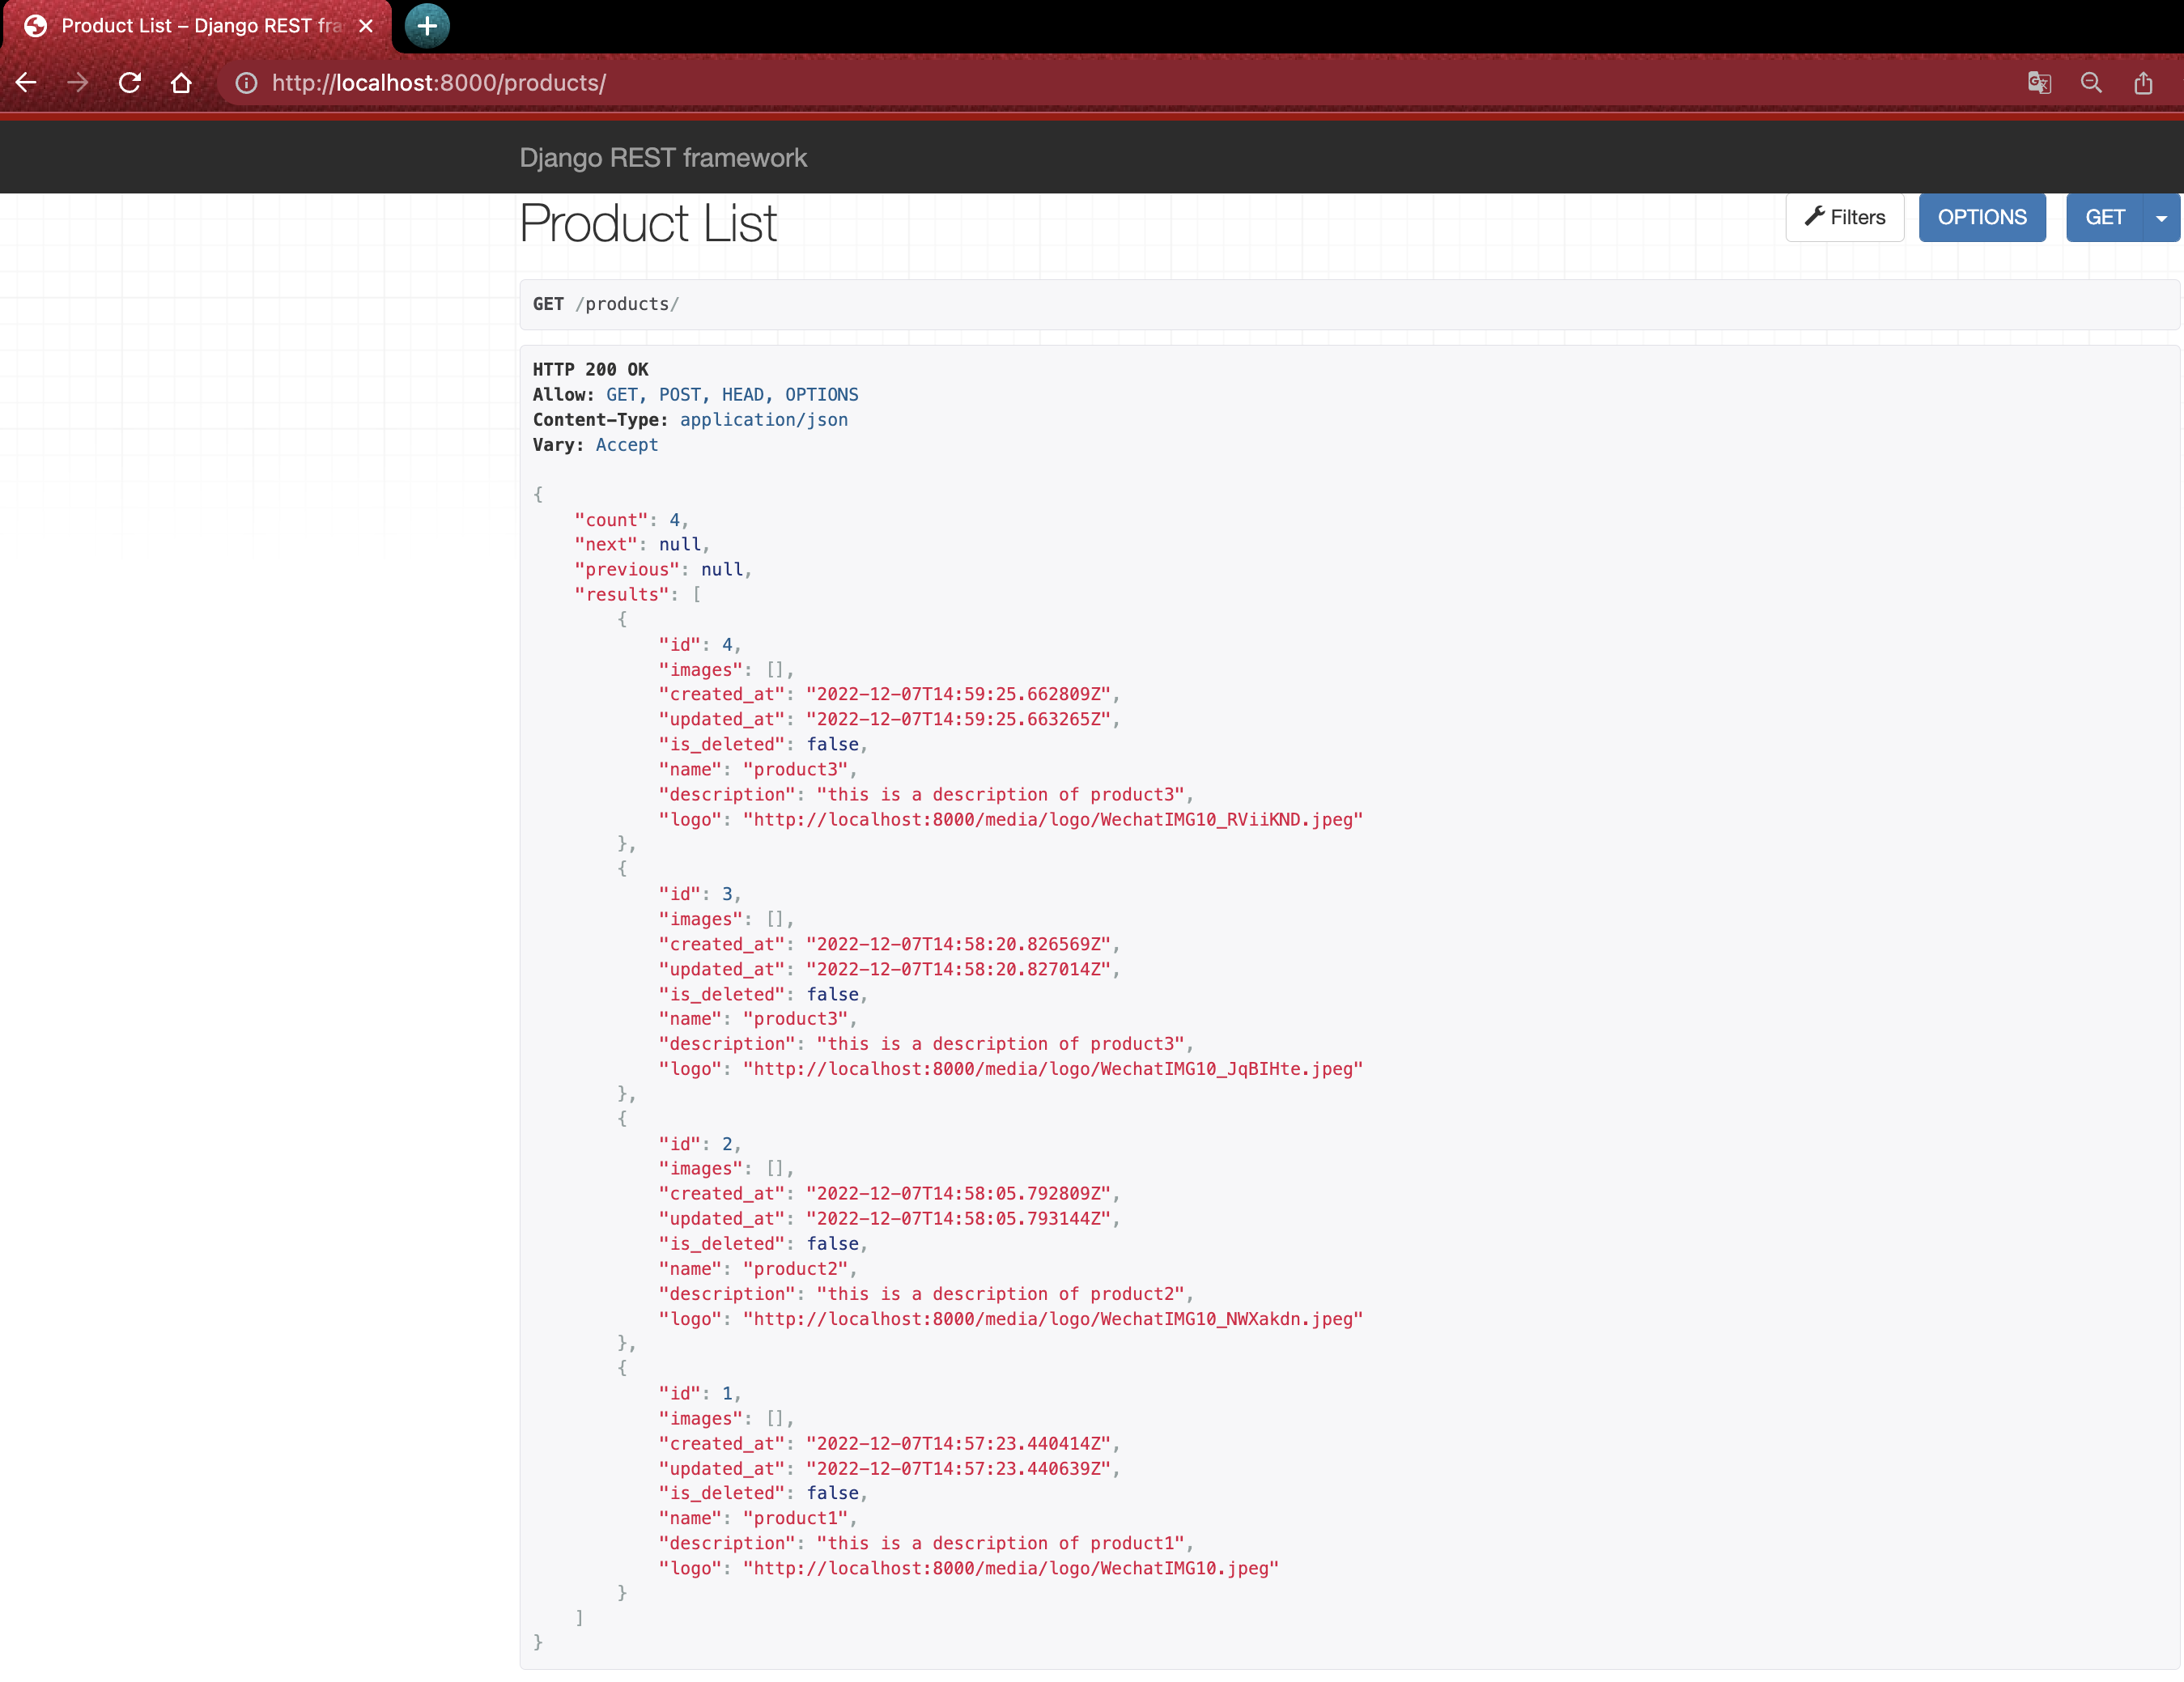 Product List – Django REST fra
http://localhost:8000/products/
Django REST framework
Product List
Filters
OPTIONS
GET
GET /products/
HTTP 200 OK
Allow: GET, POST, HEAD, OPTIONS
Content-Type: application/json
Vary: Accept
{
    "count": 4,
    "next": null,
    "previous": null,
    "results": [
        {
            "id": 4,
            "images": [],
            "created_at": "2022-12-07T14:59:25.662809Z",
            "updated_at": "2022-12-07T14:59:25.663265Z",
            "is_deleted": false,
            "name": "product3",
            "description": "this is a description of product3",
            "logo": "http://localhost:8000/media/logo/WechatIMG10_RViiKND.jpeg"
        },
        {
            "id": 3,
            "images": [],
            "created_at": "2022-12-07T14:58:20.826569Z",
            "updated_at": "2022-12-07T14:58:20.827014Z",
            "is_deleted": false,
            "name": "product3",
            "description": "this is a description of product3",
            "logo": "http://localhost:8000/media/logo/WechatIMG10_JqBIHte.jpeg"
        },
        {
            "id": 2,
            "images": [],
            "created_at": "2022-12-07T14:58:05.792809Z",
            "updated_at": "2022-12-07T14:58:05.793144Z",
            "is_deleted": false,
            "name": "product2",
            "description": "this is a description of product2",
            "logo": "http://localhost:8000/media/logo/WechatIMG10_NWXakdn.jpeg"
        },
        {
            "id": 1,
            "images": [],
            "created_at": "2022-12-07T14:57:23.440414Z",
            "updated_at": "2022-12-07T14:57:23.440639Z",
            "is_deleted": false,
            "name": "product1",
            "description": "this is a description of product1",
            "logo": "http://localhost:8000/media/logo/WechatIMG10.jpeg"
        }
    ]
}